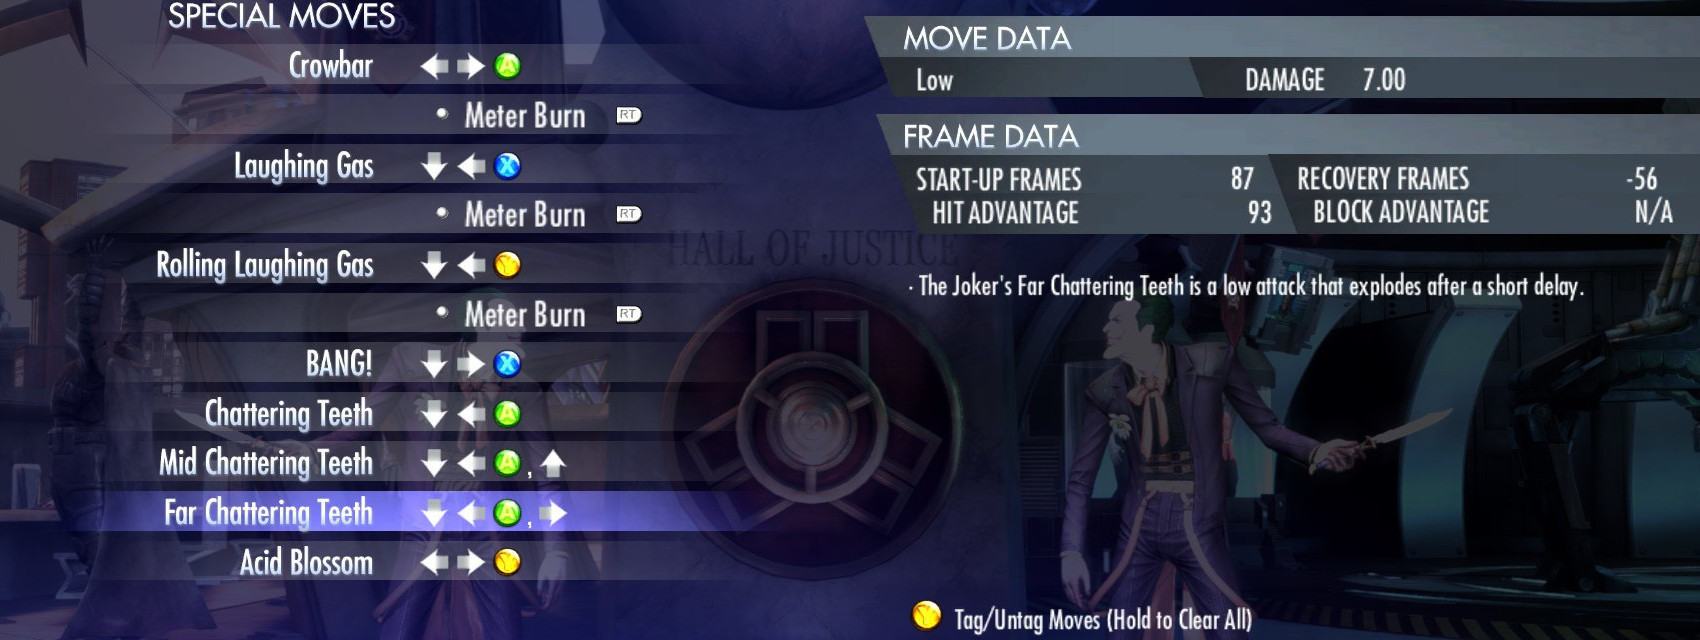 SPECIAL MOVES
Crowbar A
Meter Burn RT
Laughing Gas X
Meter Burn RT
Rolling Laughing Gas Y
Meter Burn RT
BANG! X
Chattering Teeth A
Mid Chattering Teeth A ,
Far Chattering Teeth A ,
Acid Blossom Y
HALL OF JUSTICE
MOVE DATA
Low DAMAGE 7.00
FRAME DATA
START-UP FRAMES 87 RECOVERY FRAMES -56
HIT ADVANTAGE 93 BLOCK ADVANTAGE N/A
· The Joker's Far Chattering Teeth is a low attack that explodes after a short delay.
Y Tag/Untag Moves (Hold to Clear All)